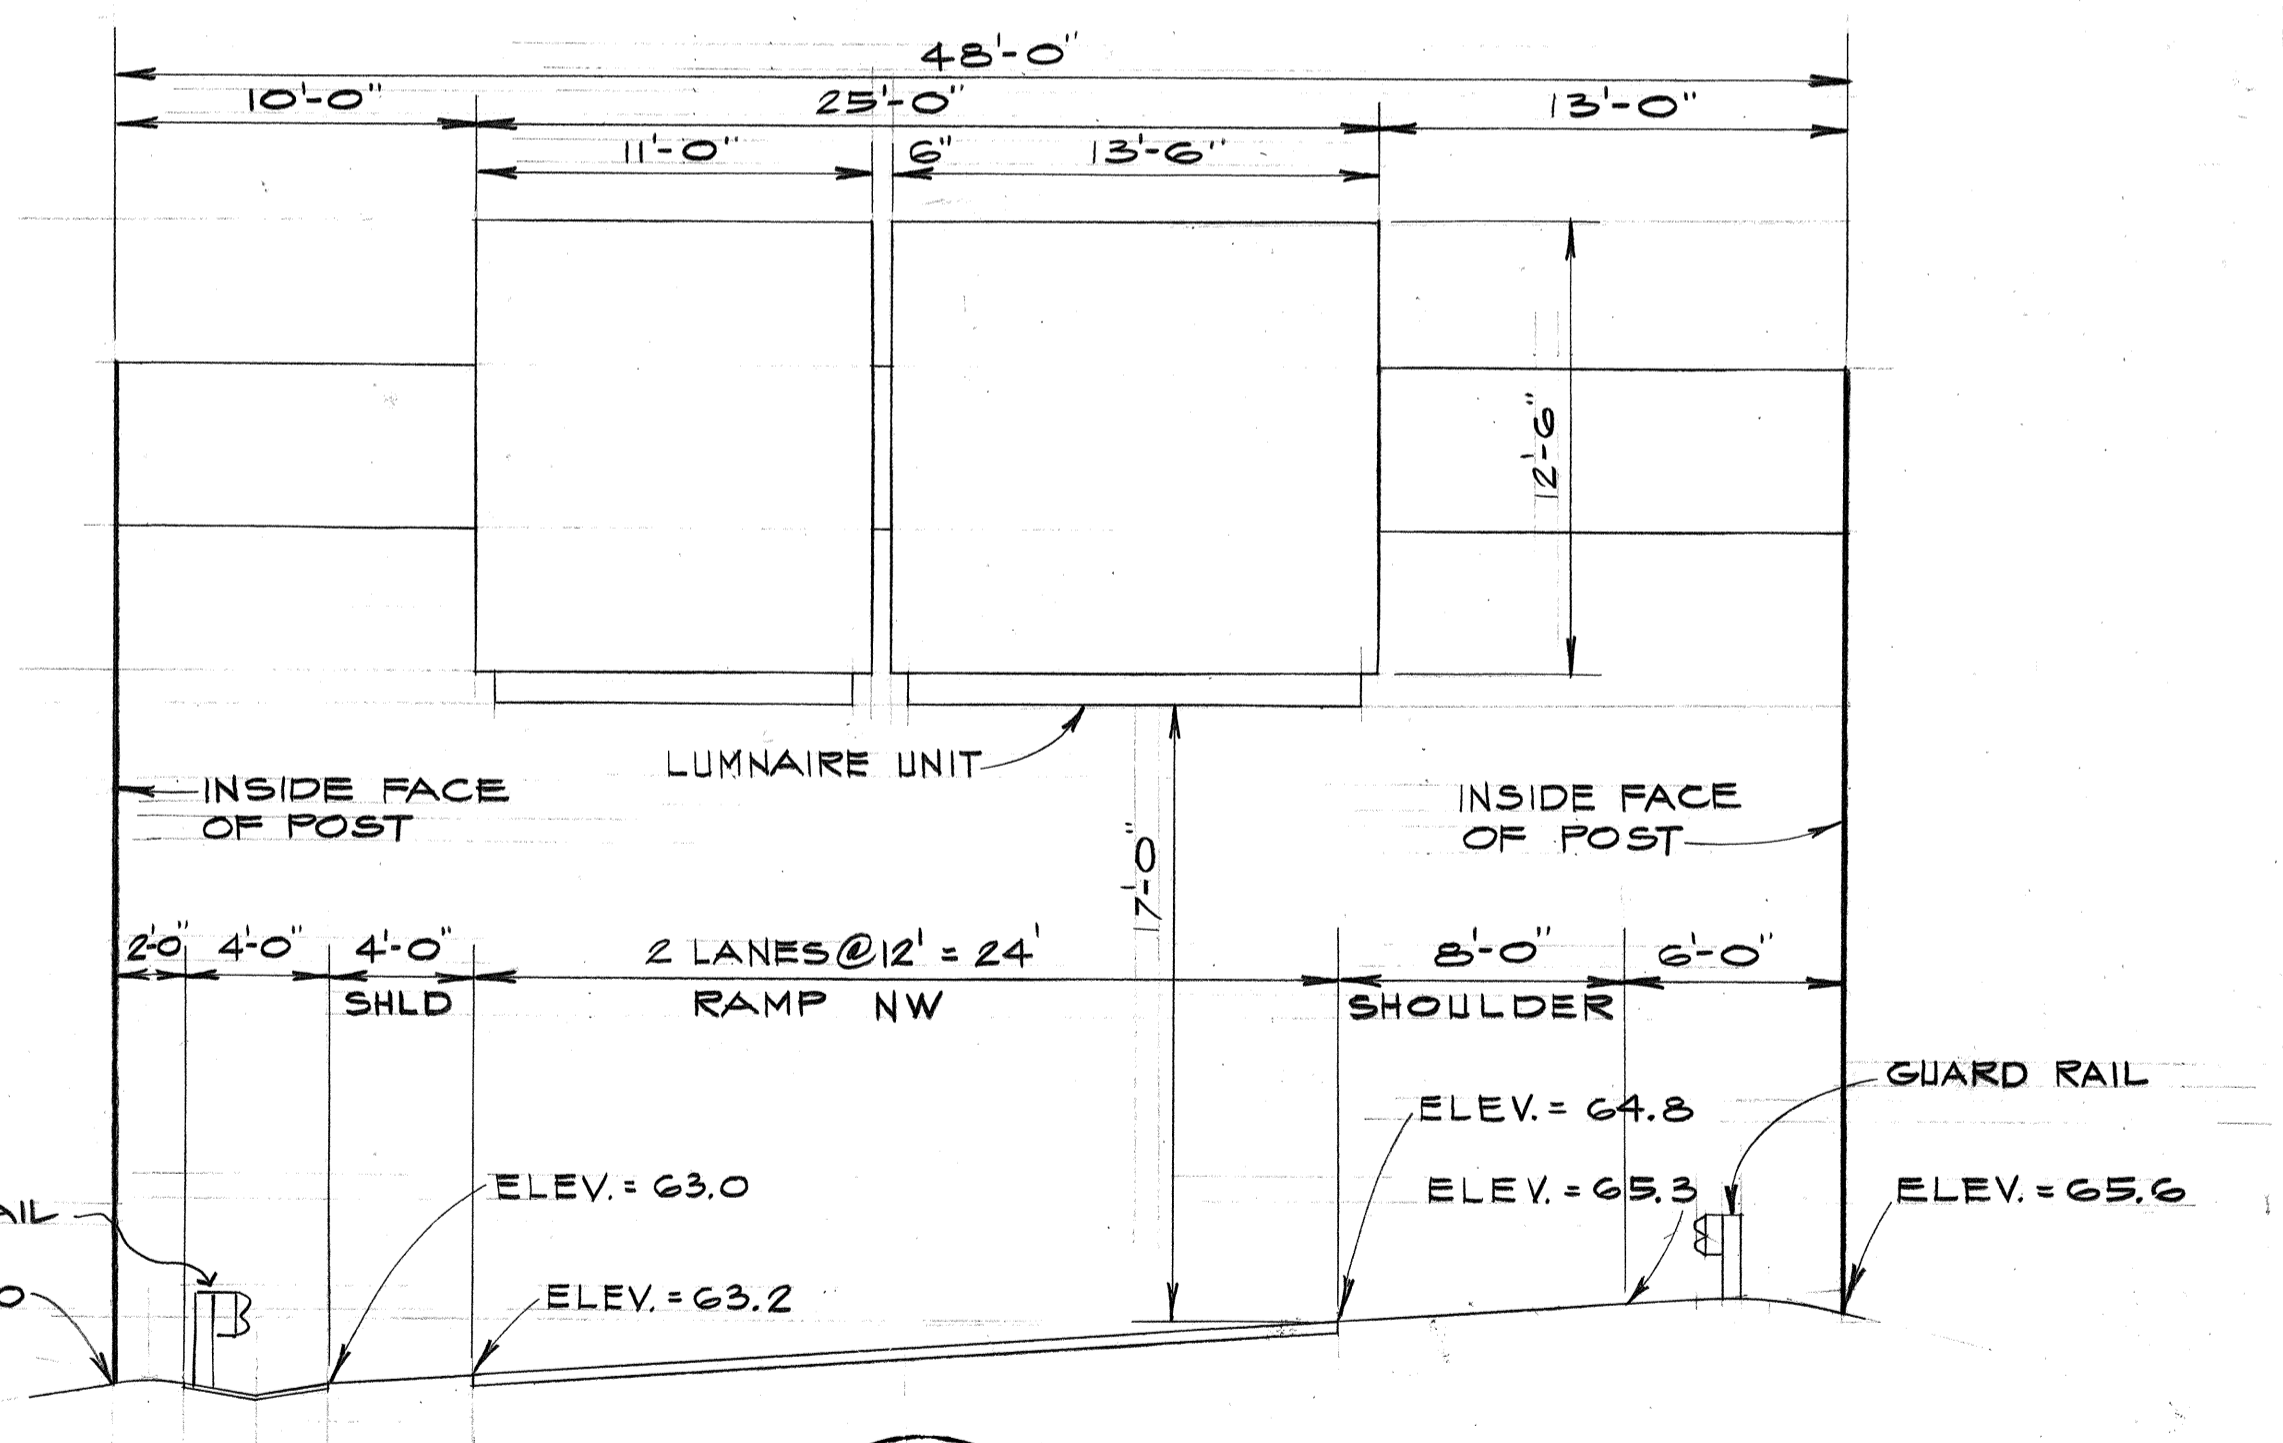 48'-0"
10'-0" 25'-0" 13'-0"
11'-0" 6" 13'-6"
12'-6"
LUMNAIRE UNIT
INSIDE FACE
OF POST
INSIDE FACE
OF POST
17'-0"
2'-0" 4'-0" 4'-0" 2 LANES @ 12' = 24' 8'-0" 6'-0"
SHLD RAMP NW SHOULDER
GUARD RAIL
ELEV. = 64.8
ELEV. = 63.0 ELEV. = 65.3 ELEV. = 65.6
AIL
ELEV. = 63.2